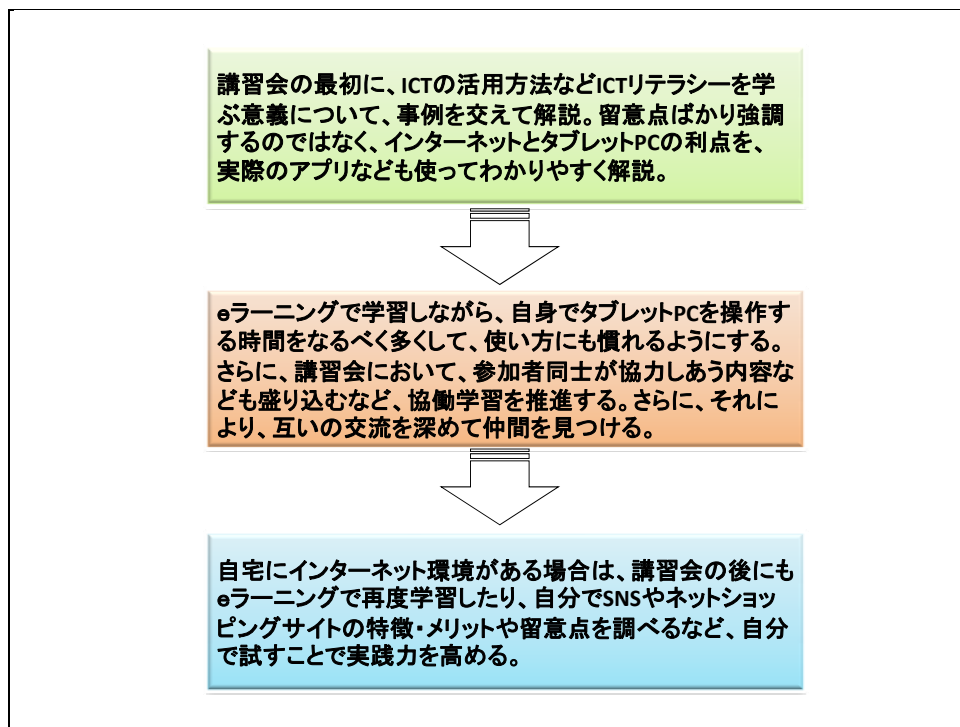 講習会の最初に、ICTの活用方法などICTリテラシーを学
ぶ意義について、事例を交えて解説。留意点ばかり強調
するのではなく、インターネットとタブレットPCの利点を、
実際のアプリなども使ってわかりやすく解説。
eラーニングで学習しながら、自身でタブレットPCを操作す
る時間をなるべく多くして、使い方にも慣れるようにする。
さらに、講習会において、参加者同士が協力しあう内容な
ども盛り込むなど、協働学習を推進する。さらに、それに
より、互いの交流を深めて仲間を見つける。
自宅にインターネット環境がある場合は、講習会の後にも
eラーニングで再度学習したり、自分でSNSやネットショッ
ピングサイトの特徴・メリットや留意点を調べるなど、自分
で試すことで実践力を高める。